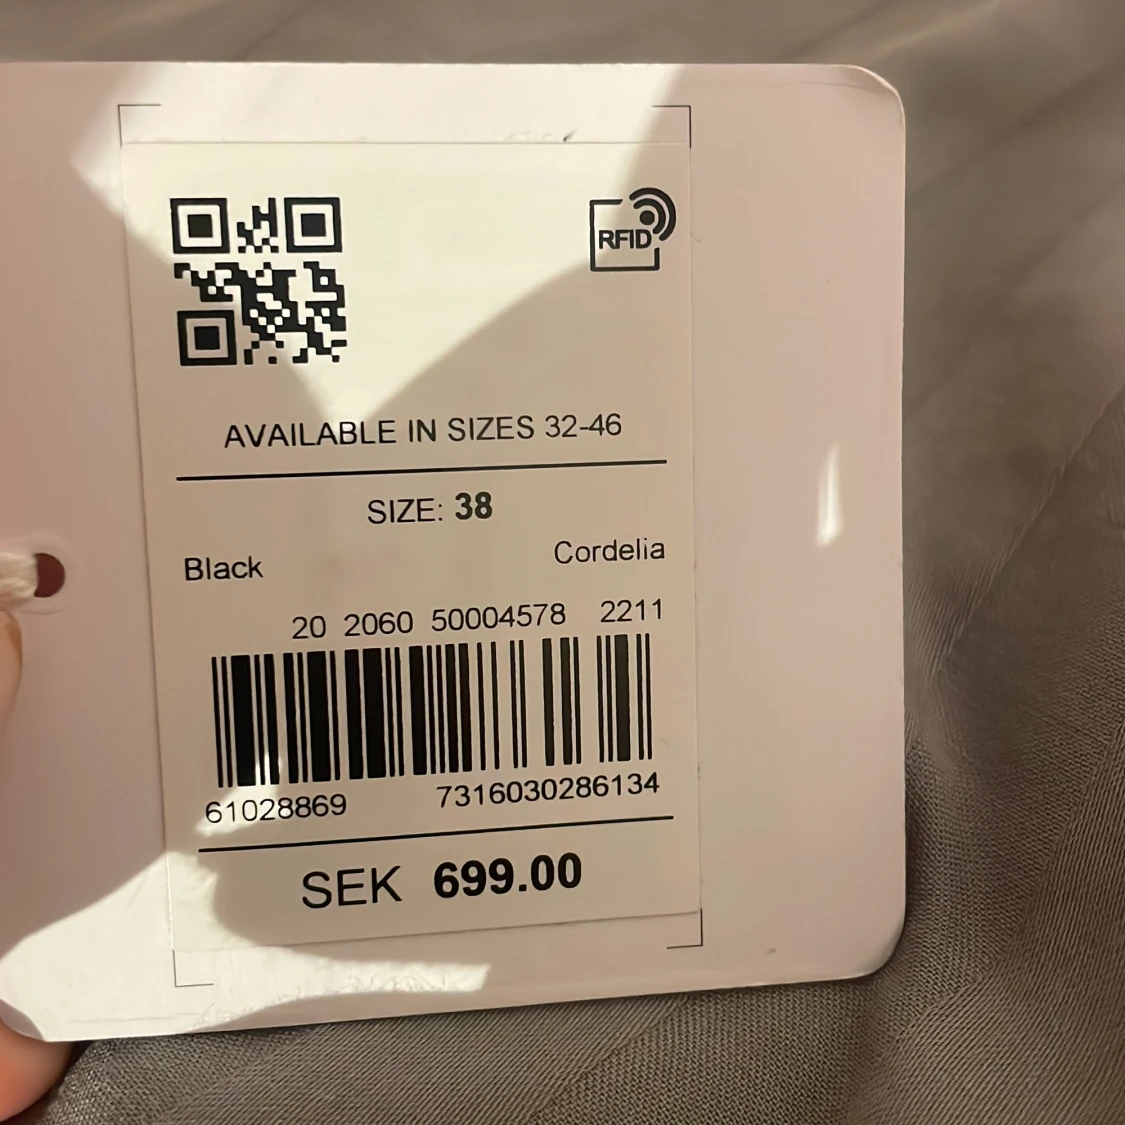 RFID
AVAILABLE IN SIZES 32-46
SIZE: 38
Black Cordelia
20 2060 50004578 2211
61028869 7316030286134
SEK 699.00